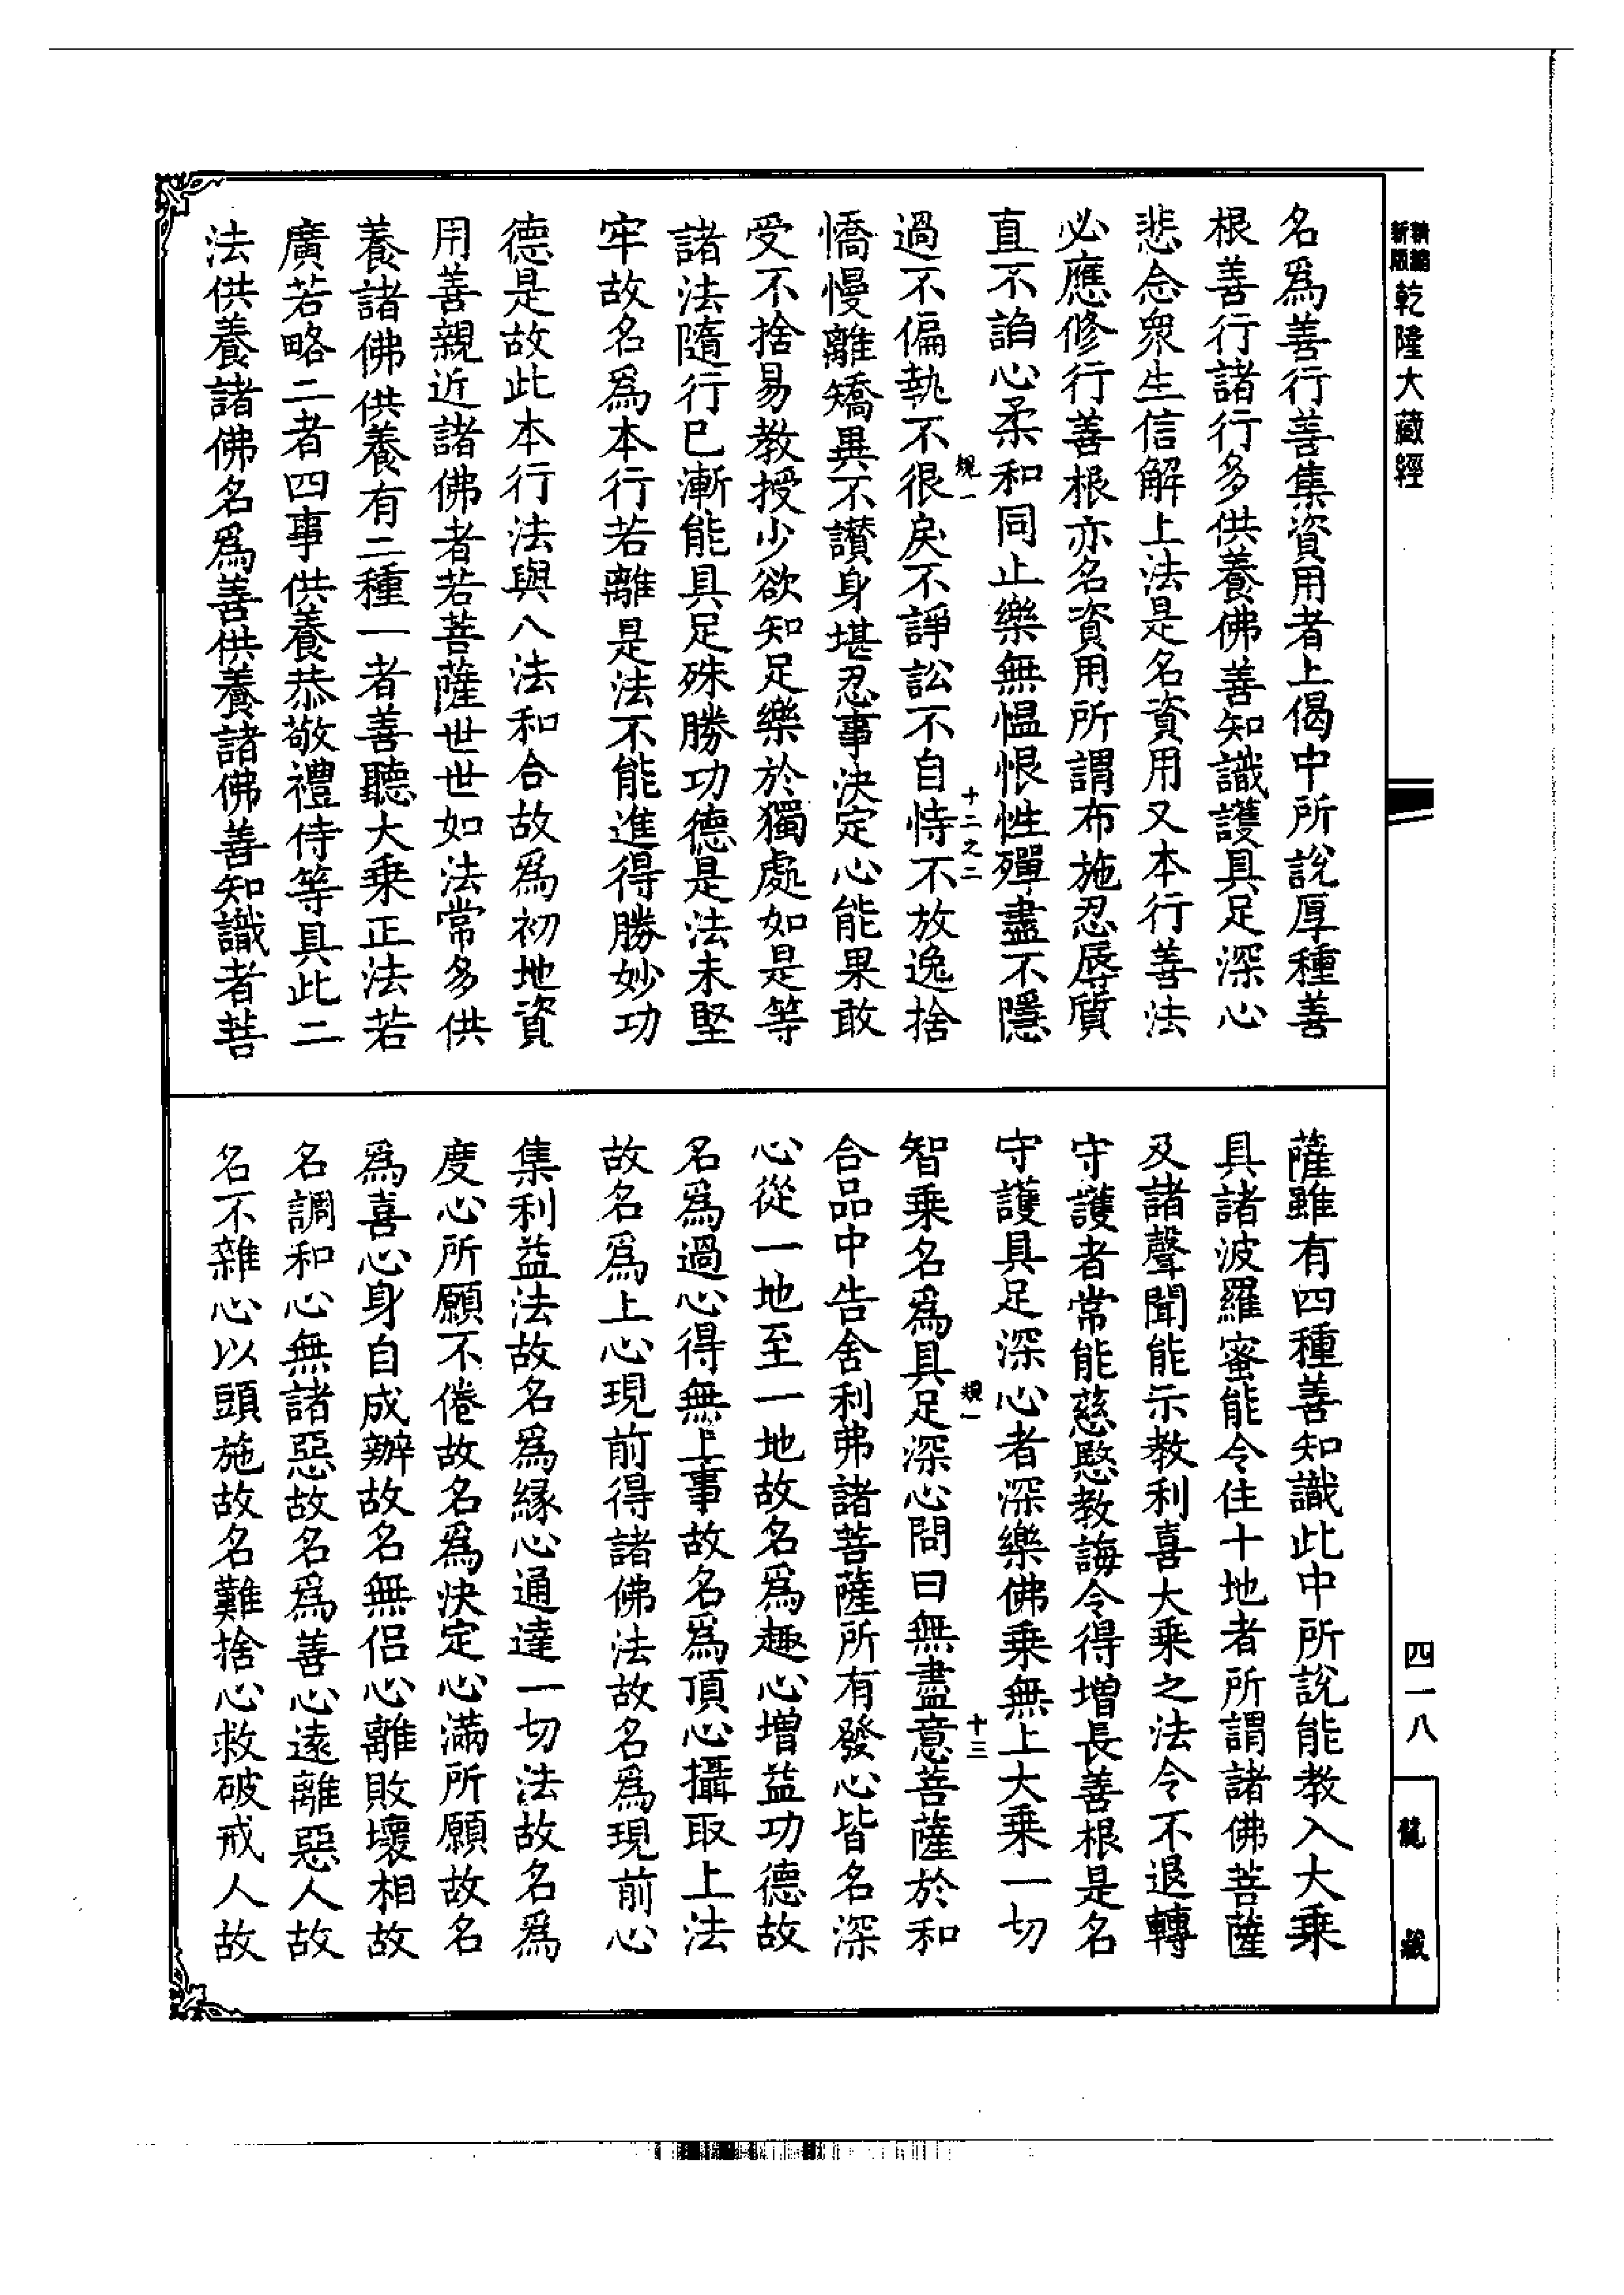 乾隆大藏經
名爲善行善集資用者上偈中所說厚種善
根善行諸行多供養佛善知識護具足深心
悲念衆生信解上法是名資用又本行善法
必應修行善根亦名資用所謂布施忍辱質
直不諂心柔和同止樂無愠恨性殫盡不隱
規一
十二之二
過不偏執不很戾不諍訟不自恃不放逸捨
憍慢離矯異不讃身堪忍事決定心能果敢
受不捨易教授少欲知足樂於獨處如是等
諸法隨行已漸能具足殊勝功德是法未堅
牢故名爲本行若離是法不能進得勝妙功
德是故此本行法與八法和合故爲初地資
用善親近諸佛者若菩薩世世如法常多供
養諸佛供養有二種一者善聽大乗正法若
廣若略二者四事供養恭敬禮侍等具此二
法供養諸佛名爲善供養諸佛善知識者菩
薩雖有四種善知識此中所說能教入大乗
具諸波羅蜜能令住十地者所謂諸佛菩薩
及諸聲聞能示教利喜大乗之法令不退轉
守護者常能慈愍教誨令得增長善根是名
守護具足深心者深樂佛乗無上大乗一切
規一
十三
智乗名爲具足深心問曰無盡意菩薩於和
合品中告舍利弗諸菩薩所有發心皆名深
心從一地至一地故名爲趣心增益功德故
名爲過心得無上事故名爲頂心攝取上法
故名爲上心現前得諸佛法故名爲現前心
集利益法故名爲緣心通達一切法故名爲
度心所願不倦故名爲決定心滿所願故名
爲喜心身自成辦故名無侶心離敗壞相故
名調和心無諸惡故名爲善心遠離惡人故
名不雜心以頭施故名難捨心救破戒人故
四一八
龍藏